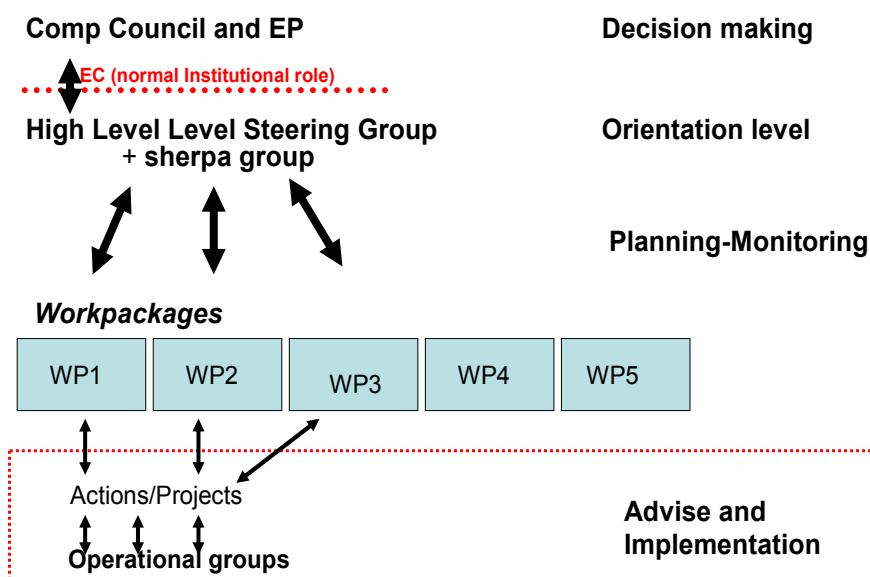 Comp Council and EP
Decision making
EC (normal Institutional role)
High Level Level Steering Group
+ sherpa group
Orientation level
Planning-Monitoring
Workpackages
WP1
WP2
WP3
WP4
WP5
Actions/Projects
Operational groups
Advise and
Implementation